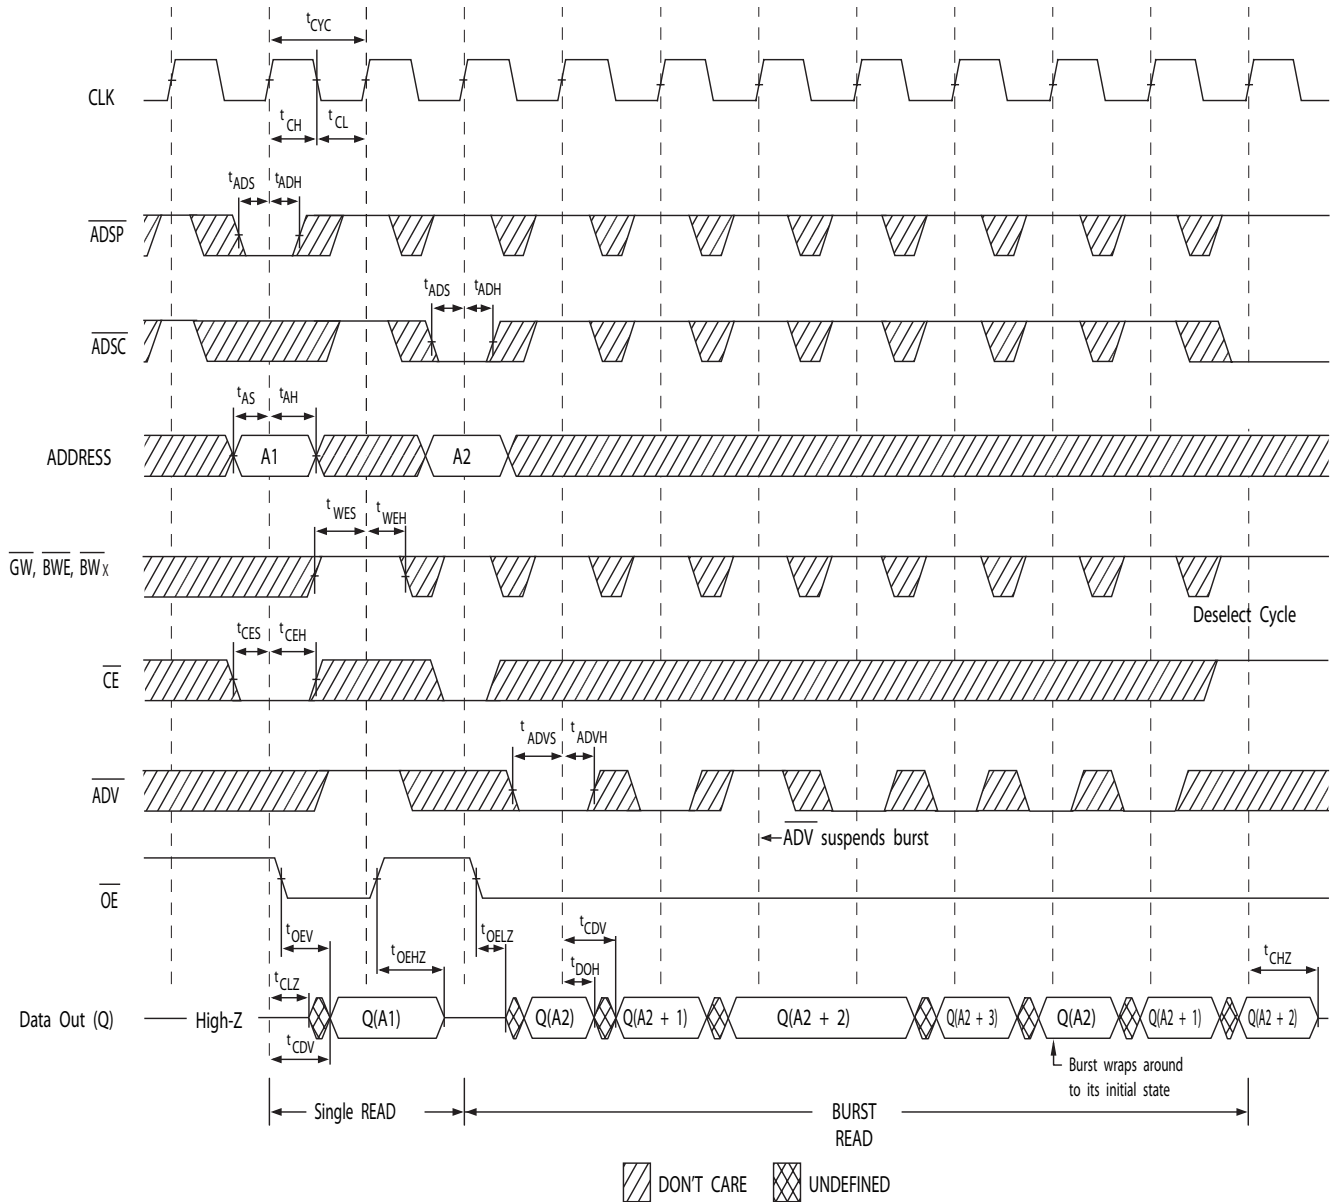 tCYC
CLK
tCH
tCL
tADS
tADH
ADSP
tADS
tADH
ADSC
tAS
tAH
ADDRESS
A1
A2
tWES
tWEH
GW, BWE, BWx
Deselect Cycle
tCES
tCEH
CE
tADVS
tADVH
ADV
ADV suspends burst
OE
tOEV
tOEHZ
tOELZ
tCDV
tDOH
tCHZ
tCLZ
Data Out (Q)
High-Z
Q(A1)
Q(A2)
Q(A2 + 1)
Q(A2 + 2)
Q(A2 + 3)
Q(A2)
Q(A2 + 1)
Q(A2 + 2)
tCDV
Burst wraps around
to its initial state
Single READ
BURST
READ
DON'T CARE
UNDEFINED